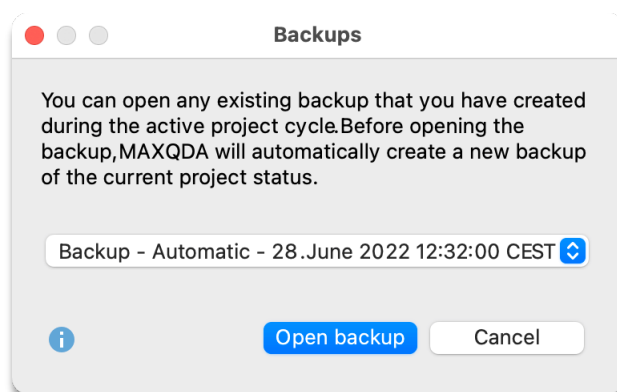 Backups
You can open any existing backup that you have created
during the active project cycle.Before opening the
backup,MAXQDA will automatically create a new backup
of the current project status.
Backup - Automatic - 28.June 2022 12:32:00 CEST
Open backup Cancel